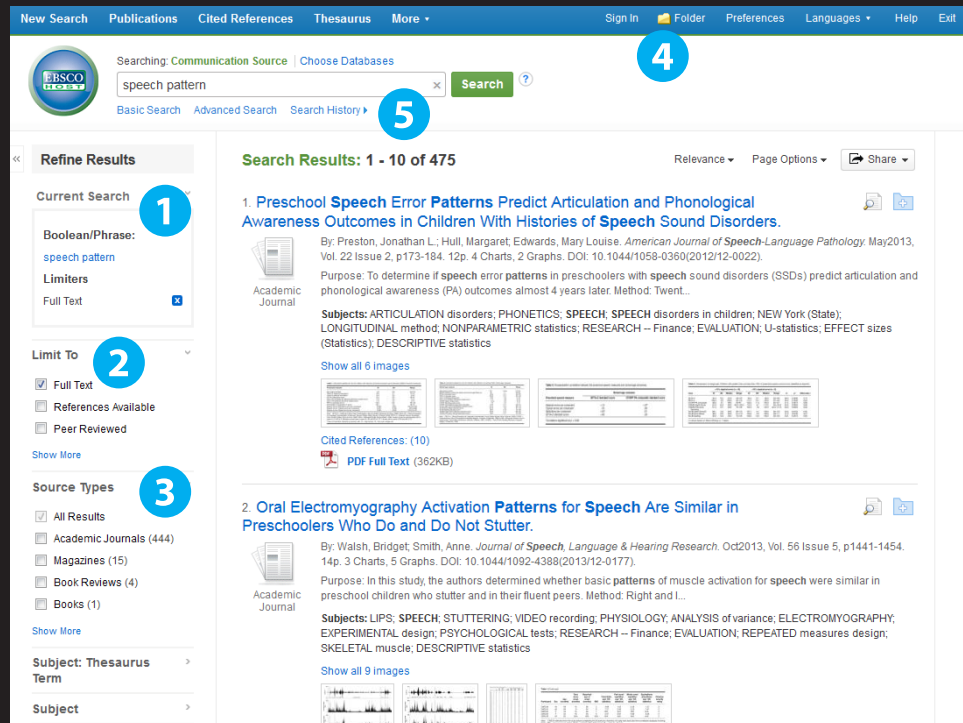 New Search Publications Cited References Thesaurus More
Sign In Folder Preferences Languages Help Exit
4
EBSCO
HOST
Searching: Communication Source | Choose Databases
speech pattern × Search ?
Basic Search Advanced Search Search History
5
« Refine Results
Current Search
1
Boolean/Phrase:
speech pattern
Limiters
Full Text x
Limit To
2
Full Text
References Available
Peer Reviewed
Show More
Source Types
3
All Results
Academic Journals (444)
Magazines (15)
Book Reviews (4)
Books (1)
Show More
Subject: Thesaurus
Term
Subject
Search Results: 1 - 10 of 475
Relevance Page Options Share
1. Preschool Speech Error Patterns Predict Articulation and Phonological
Awareness Outcomes in Children With Histories of Speech Sound Disorders.
Academic
Journal
By: Preston, Jonathan L.; Hull, Margaret; Edwards, Mary Louise. American Journal of Speech-Language Pathology. May2013,
Vol. 22 Issue 2, p173-184. 12p. 4 Charts, 2 Graphs. DOI: 10.1044/1058-0360(2012/12-0022).
Purpose: To determine if speech error patterns in preschoolers with speech sound disorders (SSDs) predict articulation and
phonological awareness (PA) outcomes almost 4 years later. Method: Twent...
Subjects: ARTICULATION disorders; PHONETICS; SPEECH; SPEECH disorders in children; NEW York (State);
LONGITUDINAL method; NONPARAMETRIC statistics; RESEARCH -- Finance; EVALUATION; U-statistics; EFFECT sizes
(Statistics); DESCRIPTIVE statistics
Show all 6 images
Cited References: (10)
PDF Full Text (362KB)
2. Oral Electromyography Activation Patterns for Speech Are Similar in
Preschoolers Who Do and Do Not Stutter.
Academic
Journal
By: Walsh, Bridget; Smith, Anne. Journal of Speech, Language & Hearing Research. Oct2013, Vol. 56 Issue 5, p1441-1454.
14p. 3 Charts, 5 Graphs. DOI: 10.1044/1092-4388(2013/12-0177).
Purpose: In this study, the authors determined whether basic patterns of muscle activation for speech were similar in
preschool children who stutter and in their fluent peers. Method: Right and l...
Subjects: LIPS; SPEECH; STUTTERING; VIDEO recording; PHYSIOLOGY; ANALYSIS of variance; ELECTROMYOGRAPHY;
EXPERIMENTAL design; PSYCHOLOGICAL tests; RESEARCH -- Finance; EVALUATION; REPEATED measures design;
SKELETAL muscle; DESCRIPTIVE statistics
Show all 9 images